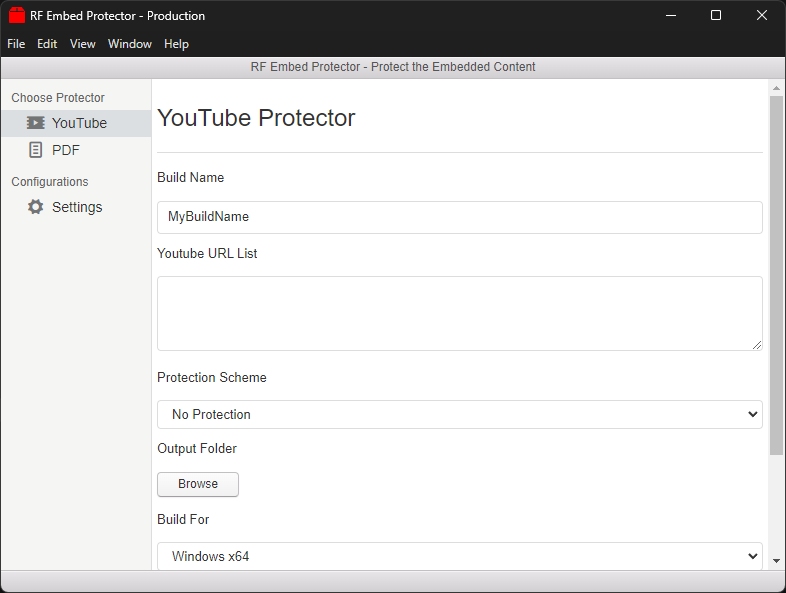 RF Embed Protector - Production
File Edit View Window Help
RF Embed Protector - Protect the Embedded Content
Choose Protector
YouTube
PDF
Configurations
Settings
YouTube Protector
Build Name
MyBuildName
Youtube URL List
Protection Scheme
No Protection
Output Folder
Browse
Build For
Windows x64